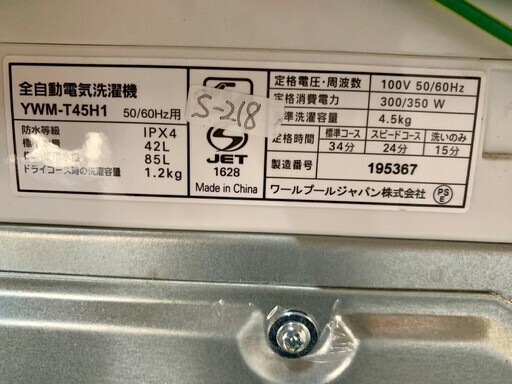 全自動電気洗濯機
YWM-T45H1 50/60Hz用
防水等級 IPX4
標 42L
85L
ドライコース時の洗濯容量 1.2kg
S-218
S
JET
1628
Made in China
定格電圧・周波数 100V 50/60Hz
定格消費電力 300/350 W
準洗濯容量 4.5kg
定格時間 標準コース スピードコース 洗いのみ
34分 24分 15分
製造番号 195367
ワールプールジャパン株式会社
PS
E